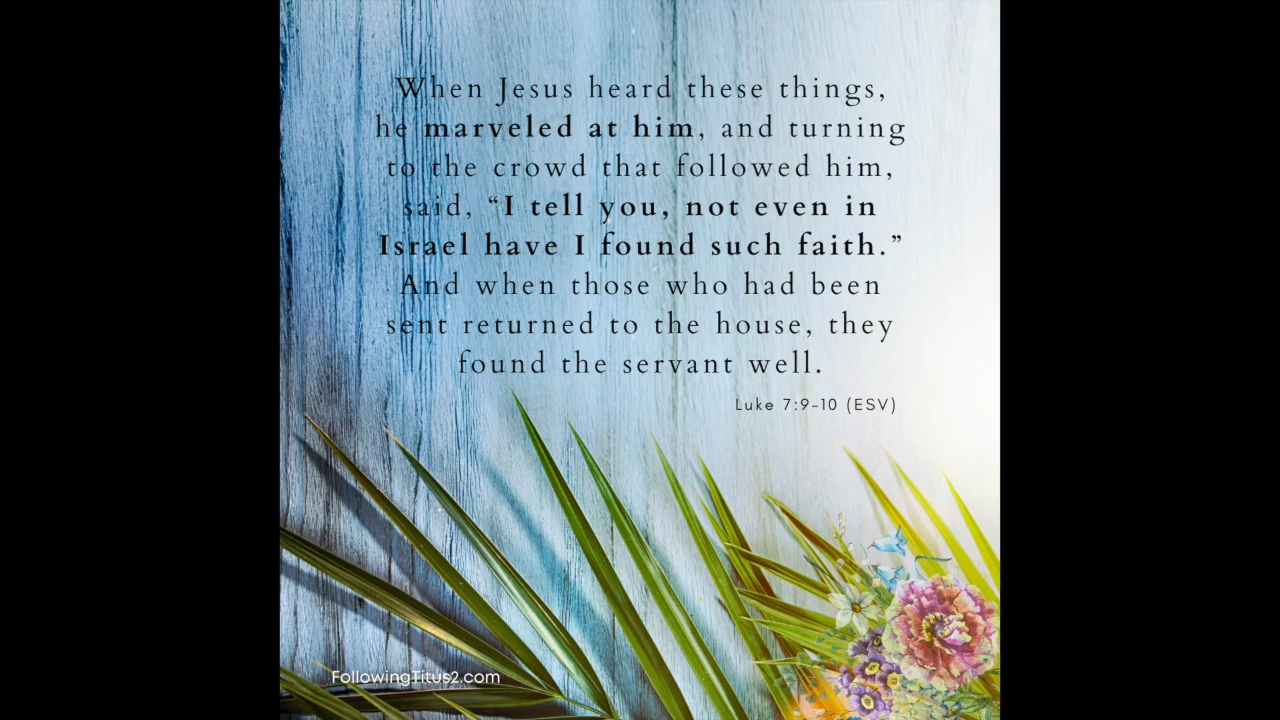 When Jesus heard these things,
he marveled at him, and turning
to the crowd that followed him,
said, “I tell you, not even in
Israel have I found such faith.”
And when those who had been
sent returned to the house, they
found the servant well.
Luke 7:9-10 (ESV)
FollowingTitus2.com